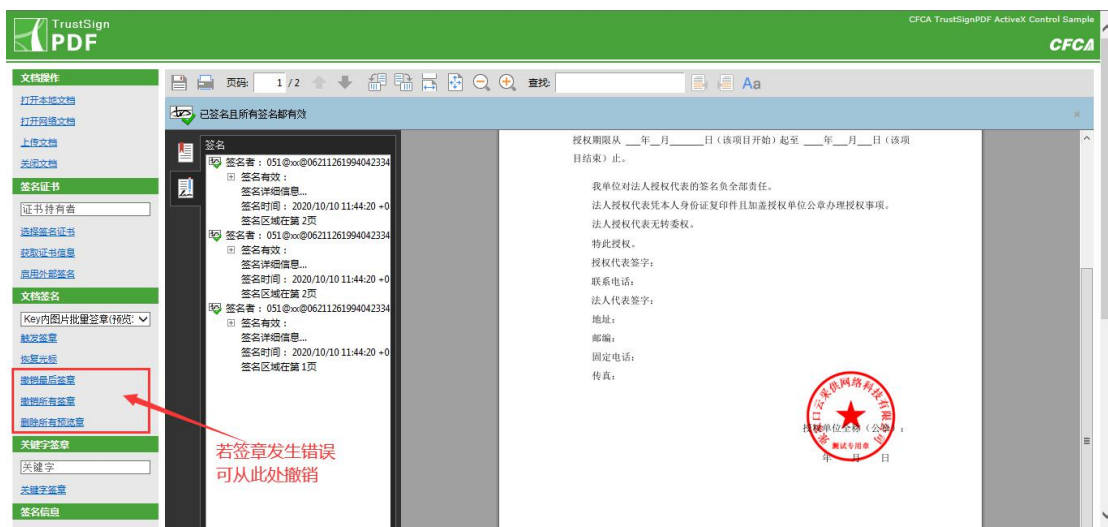 TrustSign
PDF
CFCA TrustSignPDF ActiveX Control Sample
CFCA
文档操作
打开本地文档
打开网络文档
上传文档
关闭文档
签名证书
证书持有者
选择签名证书
获取证书信息
启用外部签名
文档签名
Key内图片批量签章(预览:
触发签章
恢复光标
撤销最后签章
撤销所有签章
删除所有预览章
关键字签章
关键字
关键字签章
签名信息
页码: 1 /2 查找: Aa
已签名且所有签名都有效
签名
签名者: 051@xx@06211261994042334
签名有效:
签名详细信息...
签名时间: 2020/10/10 11:44:20 +0
签名区域在第 2页
签名者: 051@xx@06211261994042334
签名有效:
签名详细信息...
签名时间: 2020/10/10 11:44:20 +0
签名区域在第 2页
签名者: 051@xx@06211261994042334
签名有效:
签名详细信息...
签名时间: 2020/10/10 11:44:20 +0
签名区域在第 1页
若签章发生错误
可从此处撤销
授权期限从 ___年_月_____日（该项目开始）起至 ___年__月__日（该项
目结束）止。
我单位对法人授权代表的签名负全部责任。
法人授权代表凭本人身份证复印件且加盖授权单位公章办理授权事项。
法人授权代表无转委权。
特此授权。
授权代表签字:
联系电话:
法人代表签字:
地址:
邮编:
固定电话:
传真:
口云采供网络科技有限公司
测试专用章
授权单位全称（公章）:
年 月 日